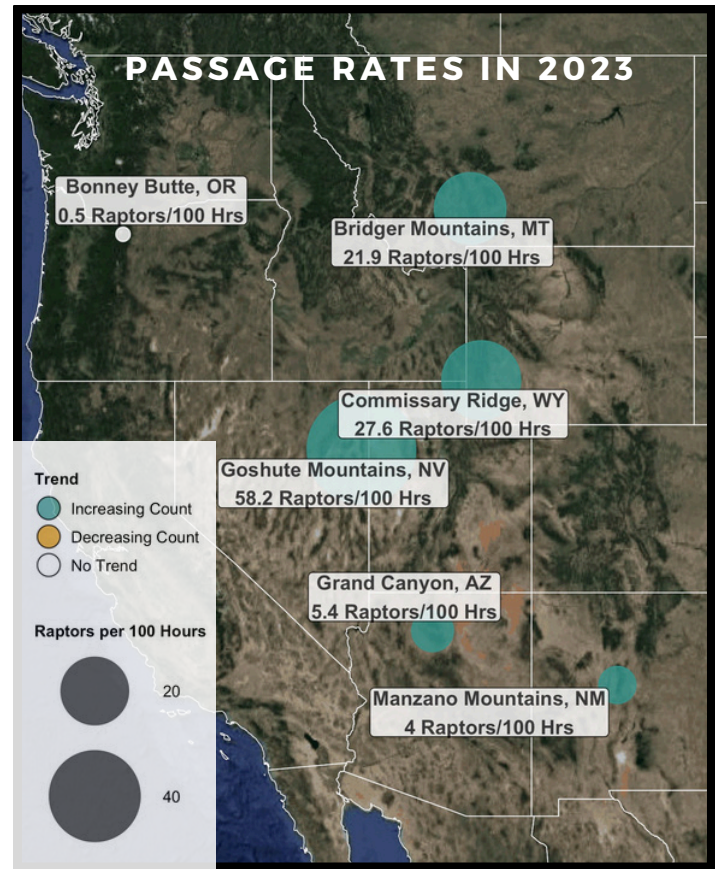 PASSAGE RATES IN 2023
Bonney Butte, OR
0.5 Raptors/100 Hrs
Bridger Mountains, MT
21.9 Raptors/100 Hrs
Commissary Ridge, WY
27.6 Raptors/100 Hrs
Goshute Mountains, NV
58.2 Raptors/100 Hrs
Grand Canyon, AZ
5.4 Raptors/100 Hrs
Manzano Mountains, NM
4 Raptors/100 Hrs
Trend
Increasing Count
Decreasing Count
No Trend
Raptors per 100 Hours
20
40